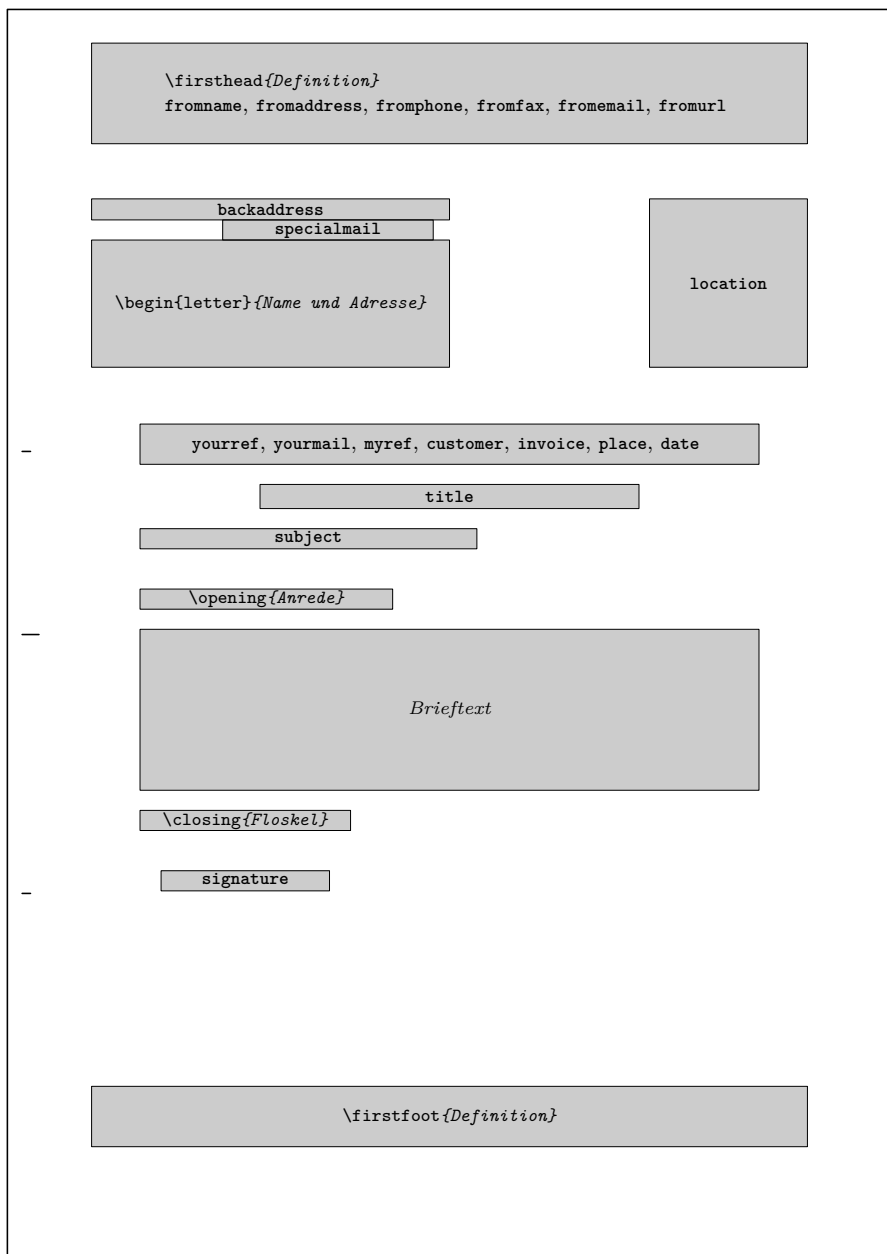 \firsthead{Definition}
fromname, fromaddress, fromphone, fromfax, fromemail, fromurl
backaddress
specialmail
\begin{letter}{Name und Adresse}
location
yourref, yourmail, myref, customer, invoice, place, date
title
subject
\opening{Anrede}
Brieftext
\closing{Floskel}
signature
\firstfoot{Definition}